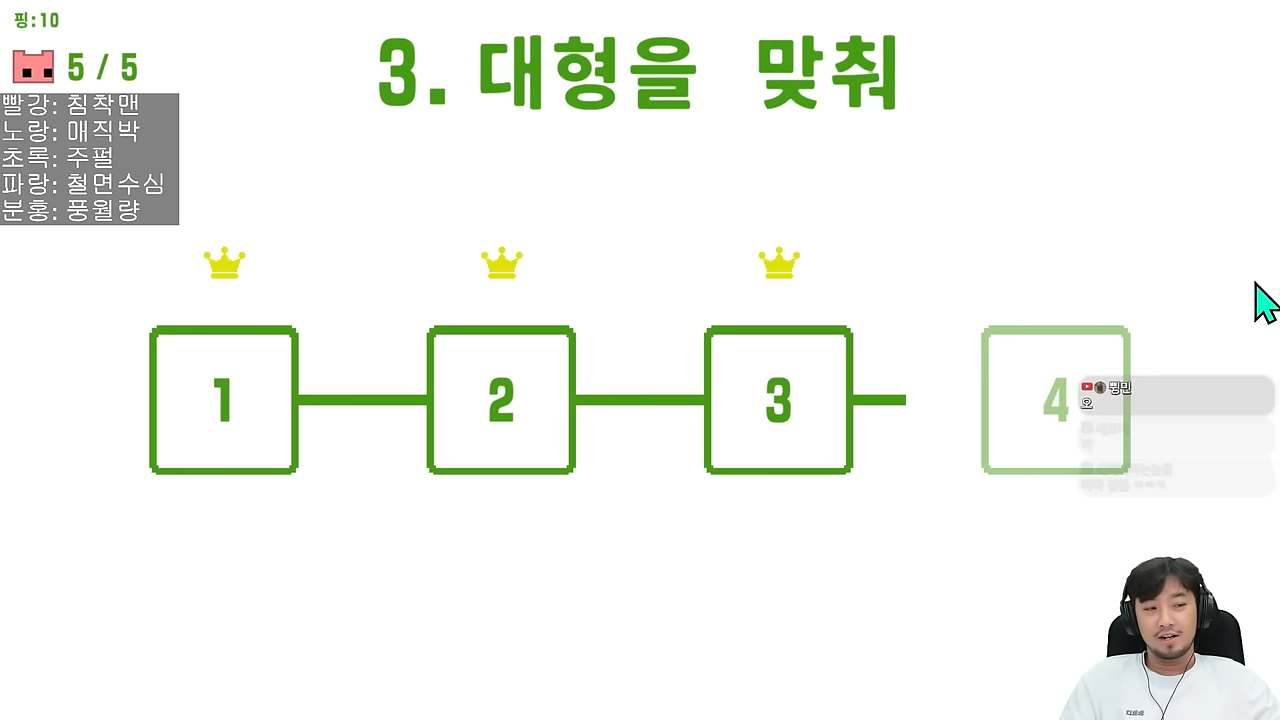 핑:10
5 / 5
3. 대형을 맞춰
빨강: 침착맨
노랑: 매직박
초록: 주펄
파랑: 철면수심
분홍: 풍월량
1
2
3
4
삥민
오